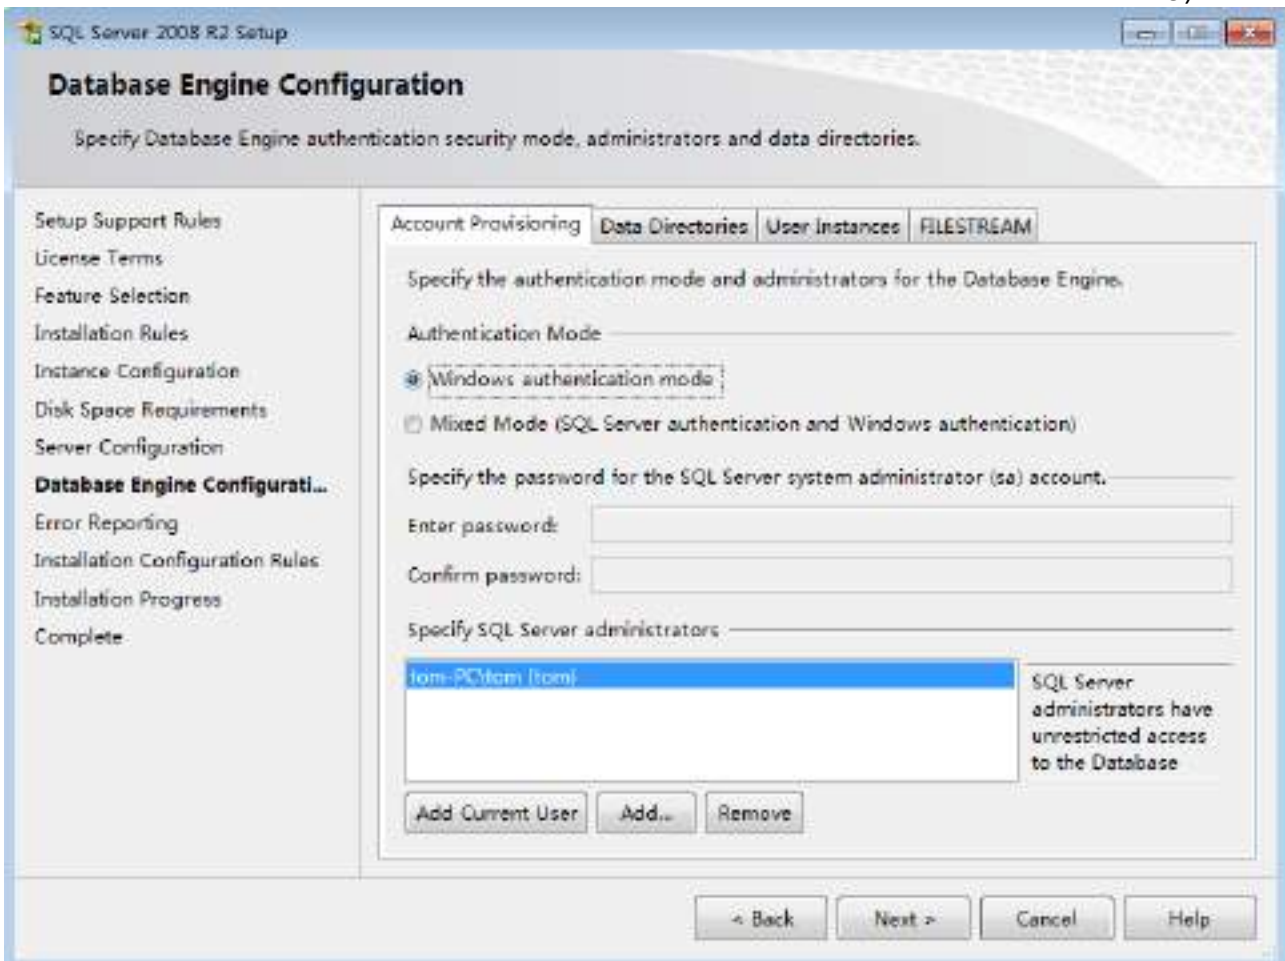 SQL Server 2008 R2 Setup
Database Engine Configuration
Specify Database Engine authentication security mode, administrators and data directories.
Setup Support Rules
License Terms
Feature Selection
Installation Rules
Instance Configuration
Disk Space Requirements
Server Configuration
Database Engine Configurati...
Error Reporting
Installation Configuration Rules
Installation Progress
Complete
Account Provisioning
Data Directories
User Instances
FILESTREAM
Specify the authentication mode and administrators for the Database Engine.
Authentication Mode
Windows authentication mode
Mixed Mode (SQL Server authentication and Windows authentication)
Specify the password for the SQL Server system administrator (sa) account.
Enter password:
Confirm password:
Specify SQL Server administrators
tom-PC\tom (tom)
SQL Server
administrators have
unrestricted access
to the Database
Add Current User
Add...
Remove
< Back
Next >
Cancel
Help